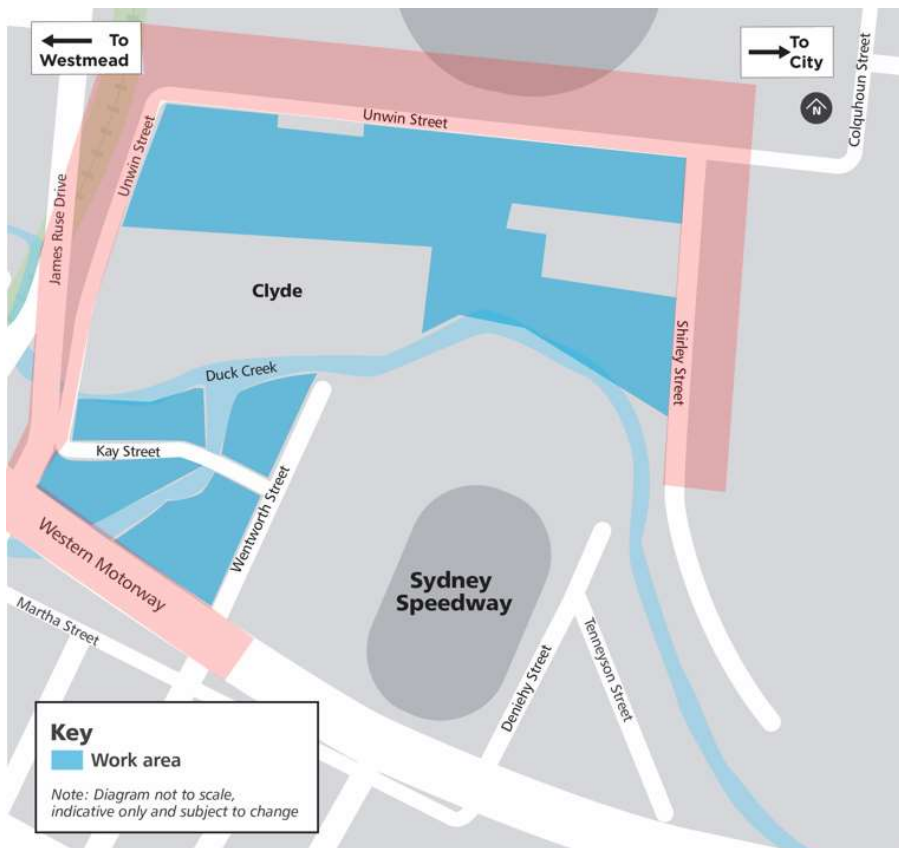 To
Westmead
To
City
N
Colquhoun Street
Unwin Street
Unwin Street
James Ruse Drive
Clyde
Shirley Street
Duck Creek
Kay Street
Wentworth Street
Western Motorway
Sydney
Speedway
Martha Street
Deniehy Street
Tenneyson Street
Key
Work area
Note: Diagram not to scale,
indicative only and subject to change